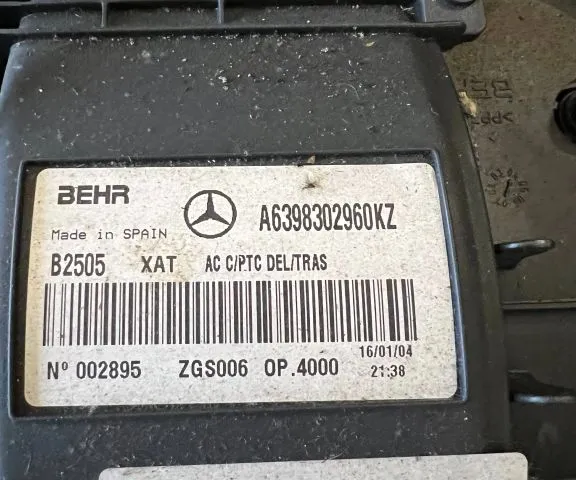 BEHR
A6398302960KZ
Made in SPAIN
B2505 XAT AC C/PTC DEL/TRAS
16/01/04
Nº 002895 ZGS006 OP.4000 21:38